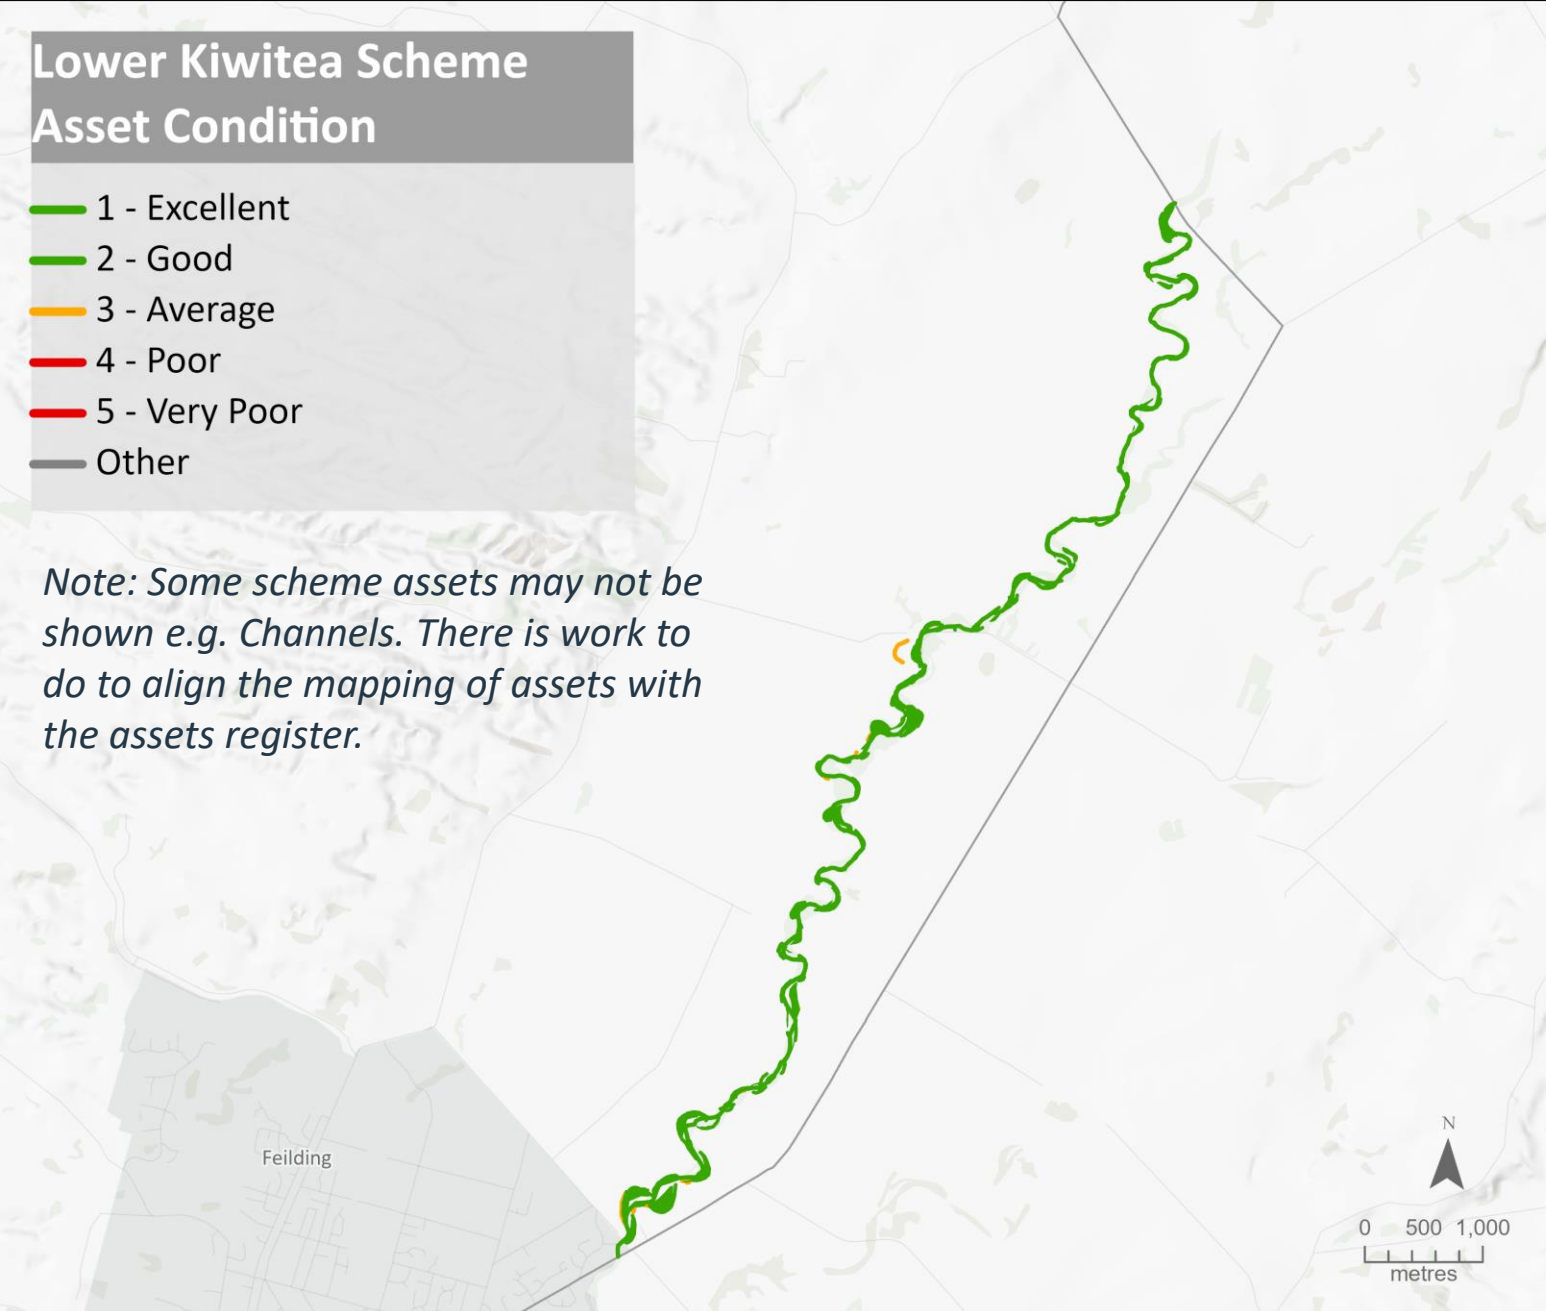 Lower Kiwitea Scheme
Asset Condition
1 - Excellent
2 - Good
3 - Average
4 - Poor
5 - Very Poor
Other
Note: Some scheme assets may not be
shown e.g. Channels. There is work to
do to align the mapping of assets with
the assets register.
Feilding
N
0 500 1,000
metres